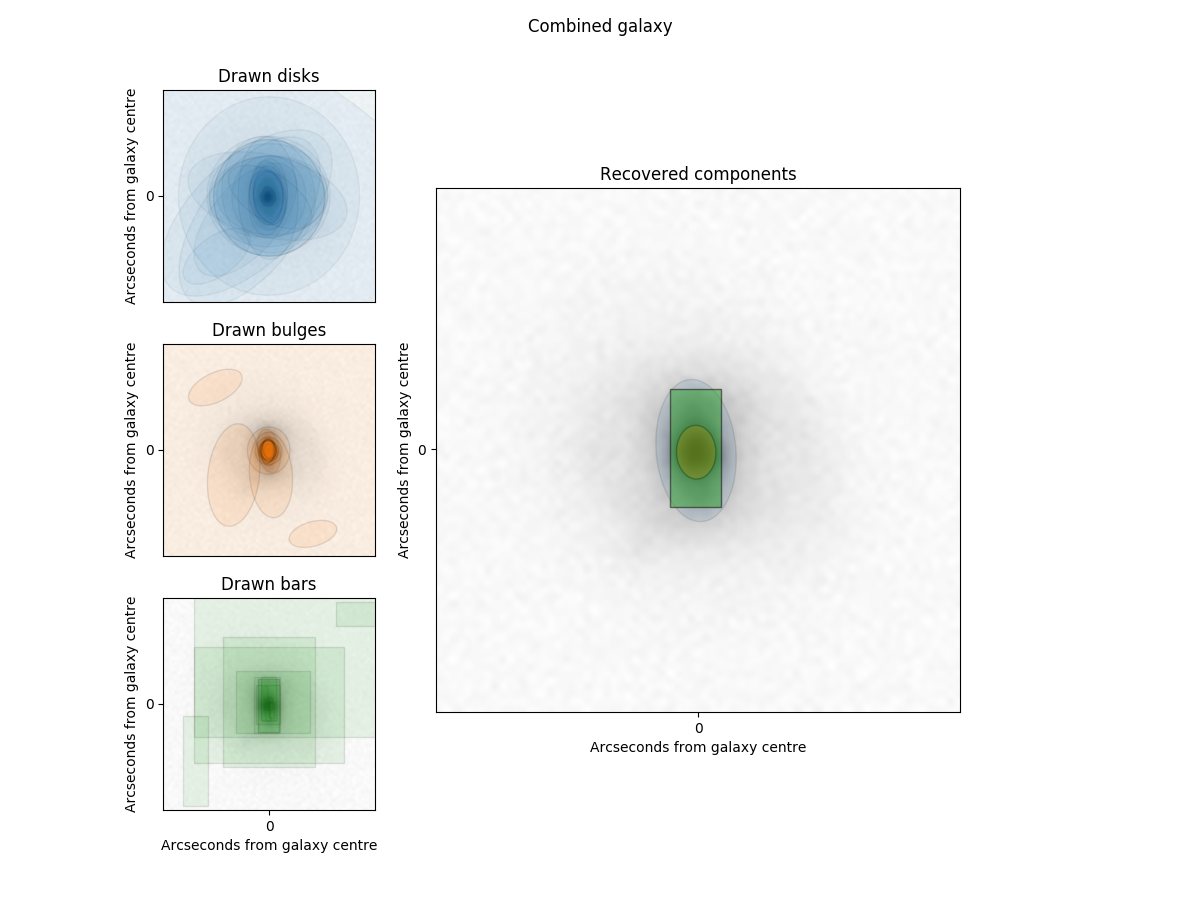 Combined galaxy
Drawn disks
Arcseconds from galaxy centre
0
Drawn bulges
Arcseconds from galaxy centre
0
Drawn bars
Arcseconds from galaxy centre
0
0
Arcseconds from galaxy centre
Recovered components
Arcseconds from galaxy centre
0
0
Arcseconds from galaxy centre